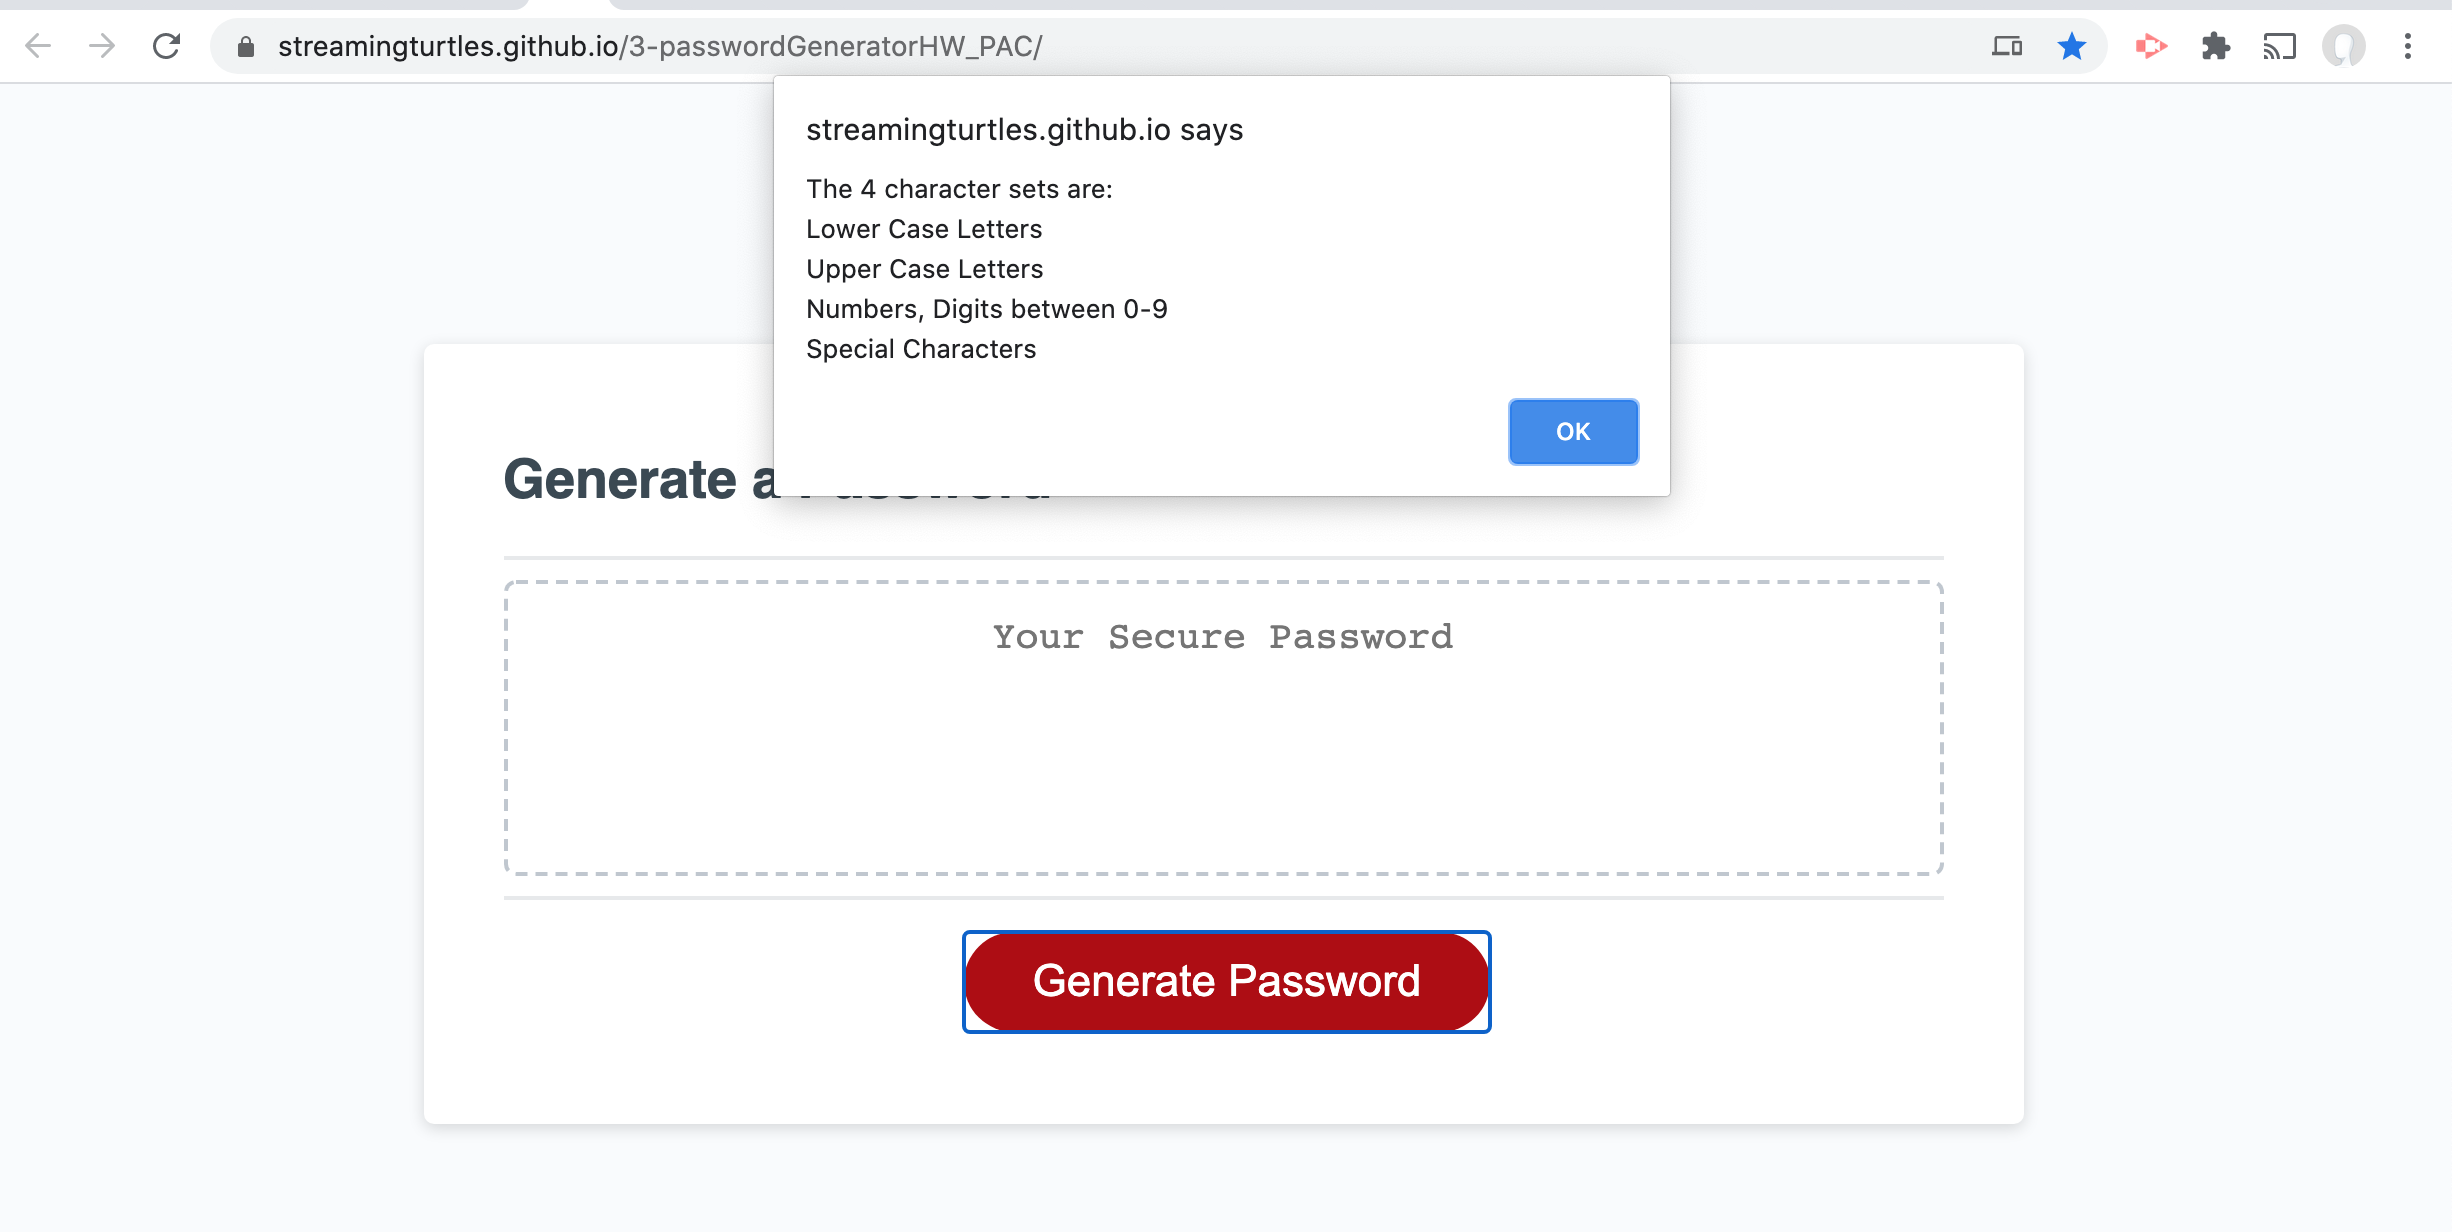 streamingturtles.github.io/3-passwordGeneratorHW_PAC/
streamingturtles.github.io says
The 4 character sets are:
Lower Case Letters
Upper Case Letters
Numbers, Digits between 0-9
Special Characters
OK
Generate a Password
Your Secure Password
Generate Password